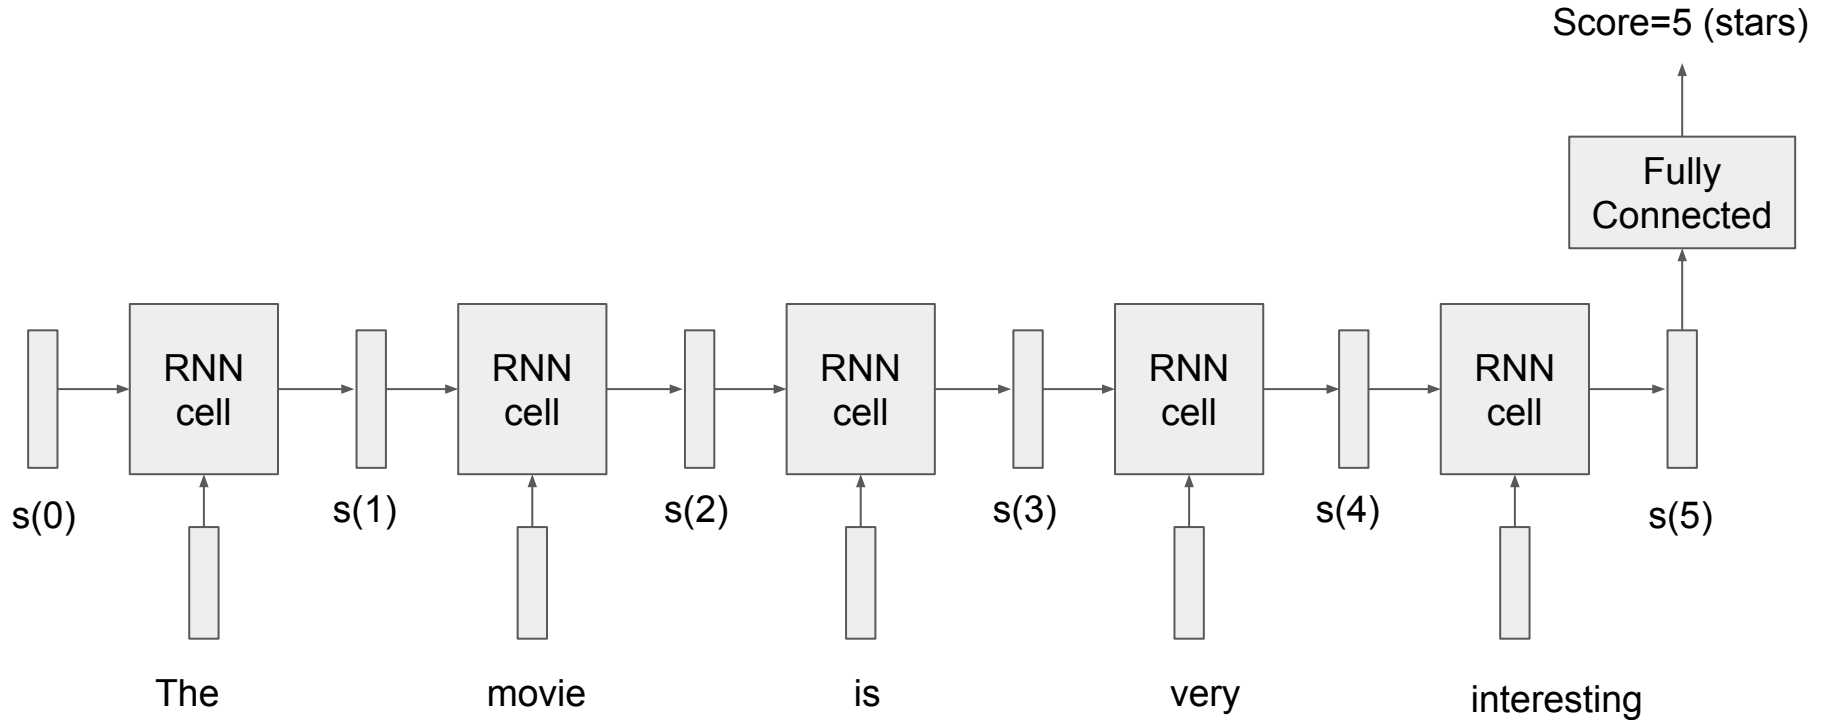 Score=5 (stars)
Fully
Connected
RNN
cell
RNN
cell
RNN
cell
RNN
cell
RNN
cell
s(0)
s(1)
s(2)
s(3)
s(4)
s(5)
The
movie
is
very
interesting